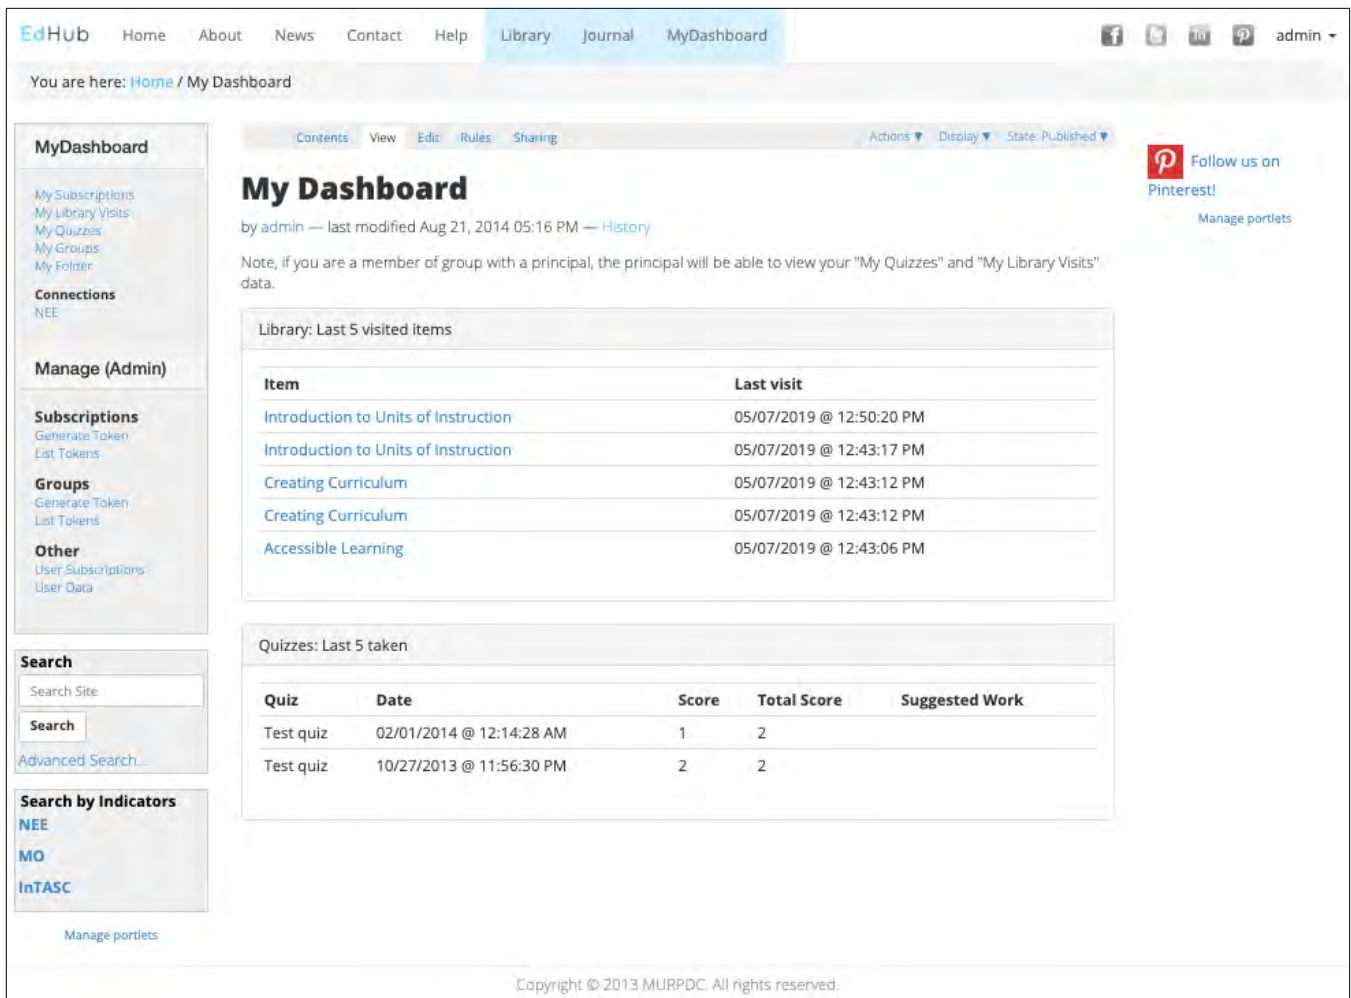 EdHub Home About News Contact Help Library Journal MyDashboard admin
You are here: Home / My Dashboard
MyDashboard
My Subscriptions
My Library Visits
My Quizzes
My Groups
My Folder
Connections
NEE
Manage (Admin)
Subscriptions
Generate Token
List Tokens
Groups
Generate Token
List Tokens
Other
User Subscriptions
User Data
Search
Search Site
Search
Advanced Search...
Search by Indicators
NEE
MO
InTASC
Manage portlets
Contents View Edit Rules Sharing Actions ▼ Display ▼ State: Published ▼
My Dashboard
by admin — last modified Aug 21, 2014 05:16 PM — History
Note, if you are a member of group with a principal, the principal will be able to view your "My Quizzes" and "My Library Visits"
data.
Library: Last 5 visited items
Item Last visit
Introduction to Units of Instruction 05/07/2019 @ 12:50:20 PM
Introduction to Units of Instruction 05/07/2019 @ 12:43:17 PM
Creating Curriculum 05/07/2019 @ 12:43:12 PM
Creating Curriculum 05/07/2019 @ 12:43:12 PM
Accessible Learning 05/07/2019 @ 12:43:06 PM
Quizzes: Last 5 taken
Quiz Date Score Total Score Suggested Work
Test quiz 02/01/2014 @ 12:14:28 AM 1 2
Test quiz 10/27/2013 @ 11:56:30 PM 2 2
Follow us on
Pinterest!
Manage portlets
Copyright © 2013 MURPDC. All rights reserved.